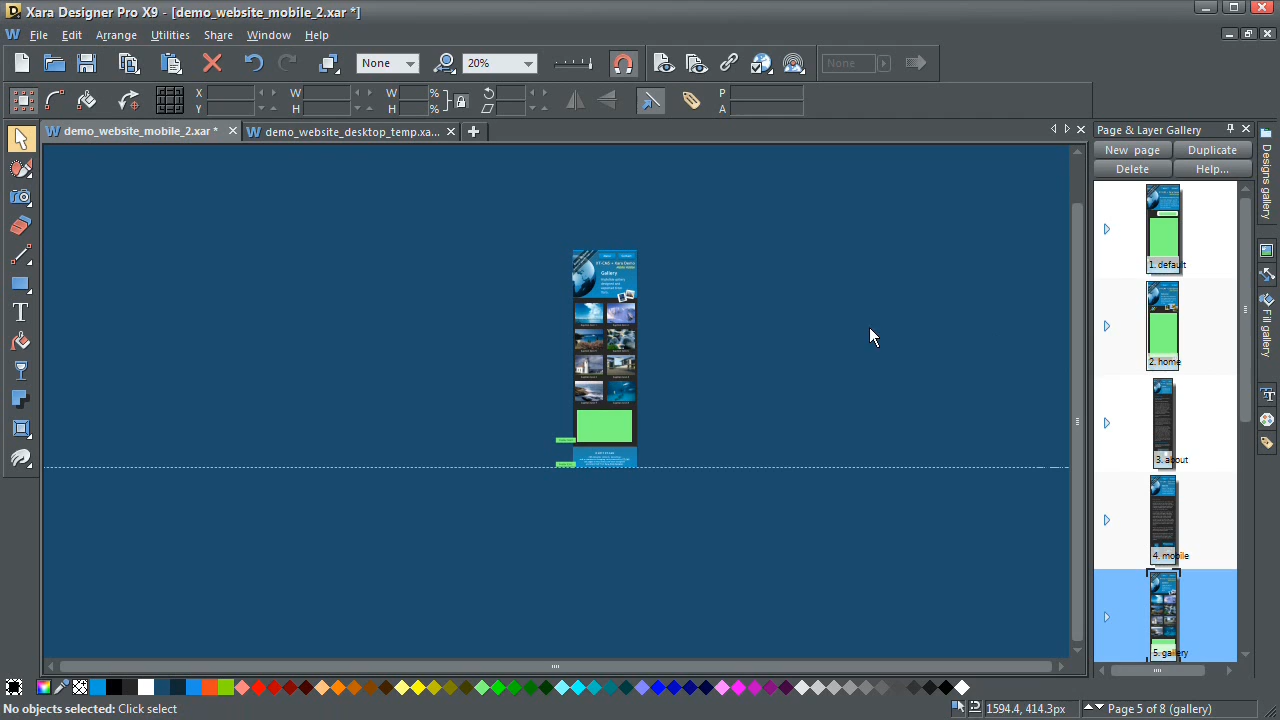 Xara Designer Pro X9 - [demo_website_mobile_2.xar *]
File Edit Arrange Utilities Share Window Help
None 20% None
X W W % P
Y H H % A
demo_website_mobile_2.xar * demo_website_desktop_temp.xa...
Page & Layer Gallery
New page Duplicate
Delete Help...
Designs gallery
Fill gallery
1. default
2. home
3. about
4. mobile
5. gallery
Gallery
No objects selected: Click select 1594.4, 414.3px Page 5 of 8 (gallery)